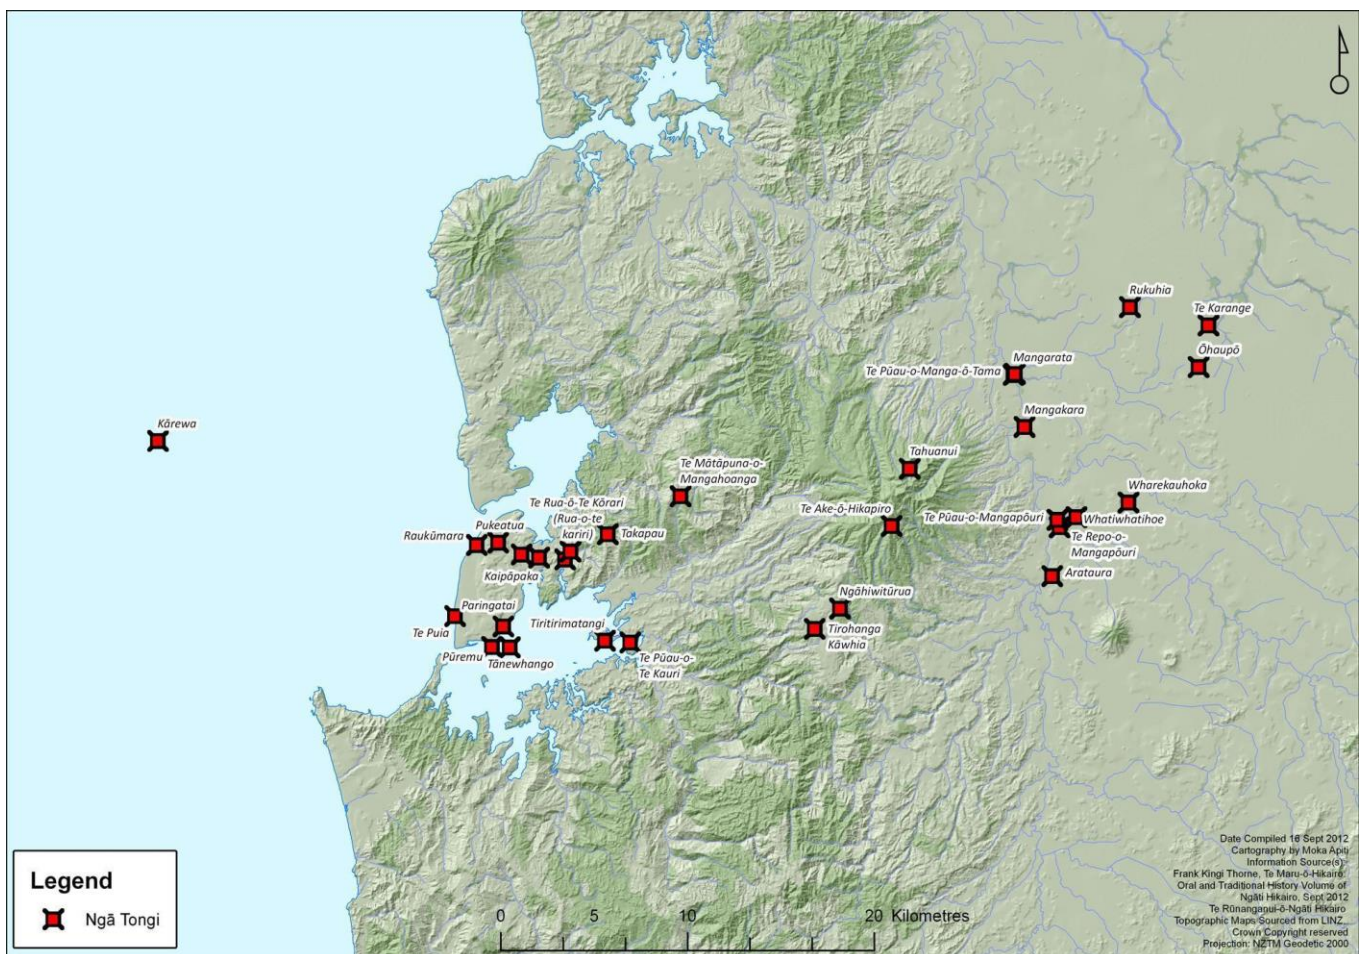 Rukuhia
Te Karange
Ōhaupō
Mangarata
Te Pūau-o-Manga-ō-Tama
Mangakara
Kārewa
Tahuanui
Te Mātāpuna-o-
Mangahoanga
Wharekauhoka
Te Rua-ō-Te Kōrari
(Rua-o-te
kariri)
Takapau
Te Ake-ō-Hikapiro
Te Pūau-o-Mangapōuri
Whatiwhatihoe
Te Repo-o-
Mangapōuri
Pukeatua
Raukūmara
Kaipāpaka
Arataura
Ngāhiwitūrua
Paringatai
Tiritirimatangi
Te Puia
Tirohanga
Kāwhia
Pūremu
Tānewhango
Te Pūau-o-
Te Kauri
Legend
Ngā Tongi
0 5 10 20 Kilometres
Date Compiled 16 Sept 2012
Cartography by Moka Apiti
Information Source(s):-
Frank Kingi Thorne, Te Maru-ō-Hikairo:
Oral and Traditional History Volume of
Ngāti Hikairo, Sept 2012
Te Rūnanganui-ō-Ngāti Hikairo
Topographic Maps Sourced from LINZ
Crown Copyright reserved
Projection: NZTM Geodetic 2000